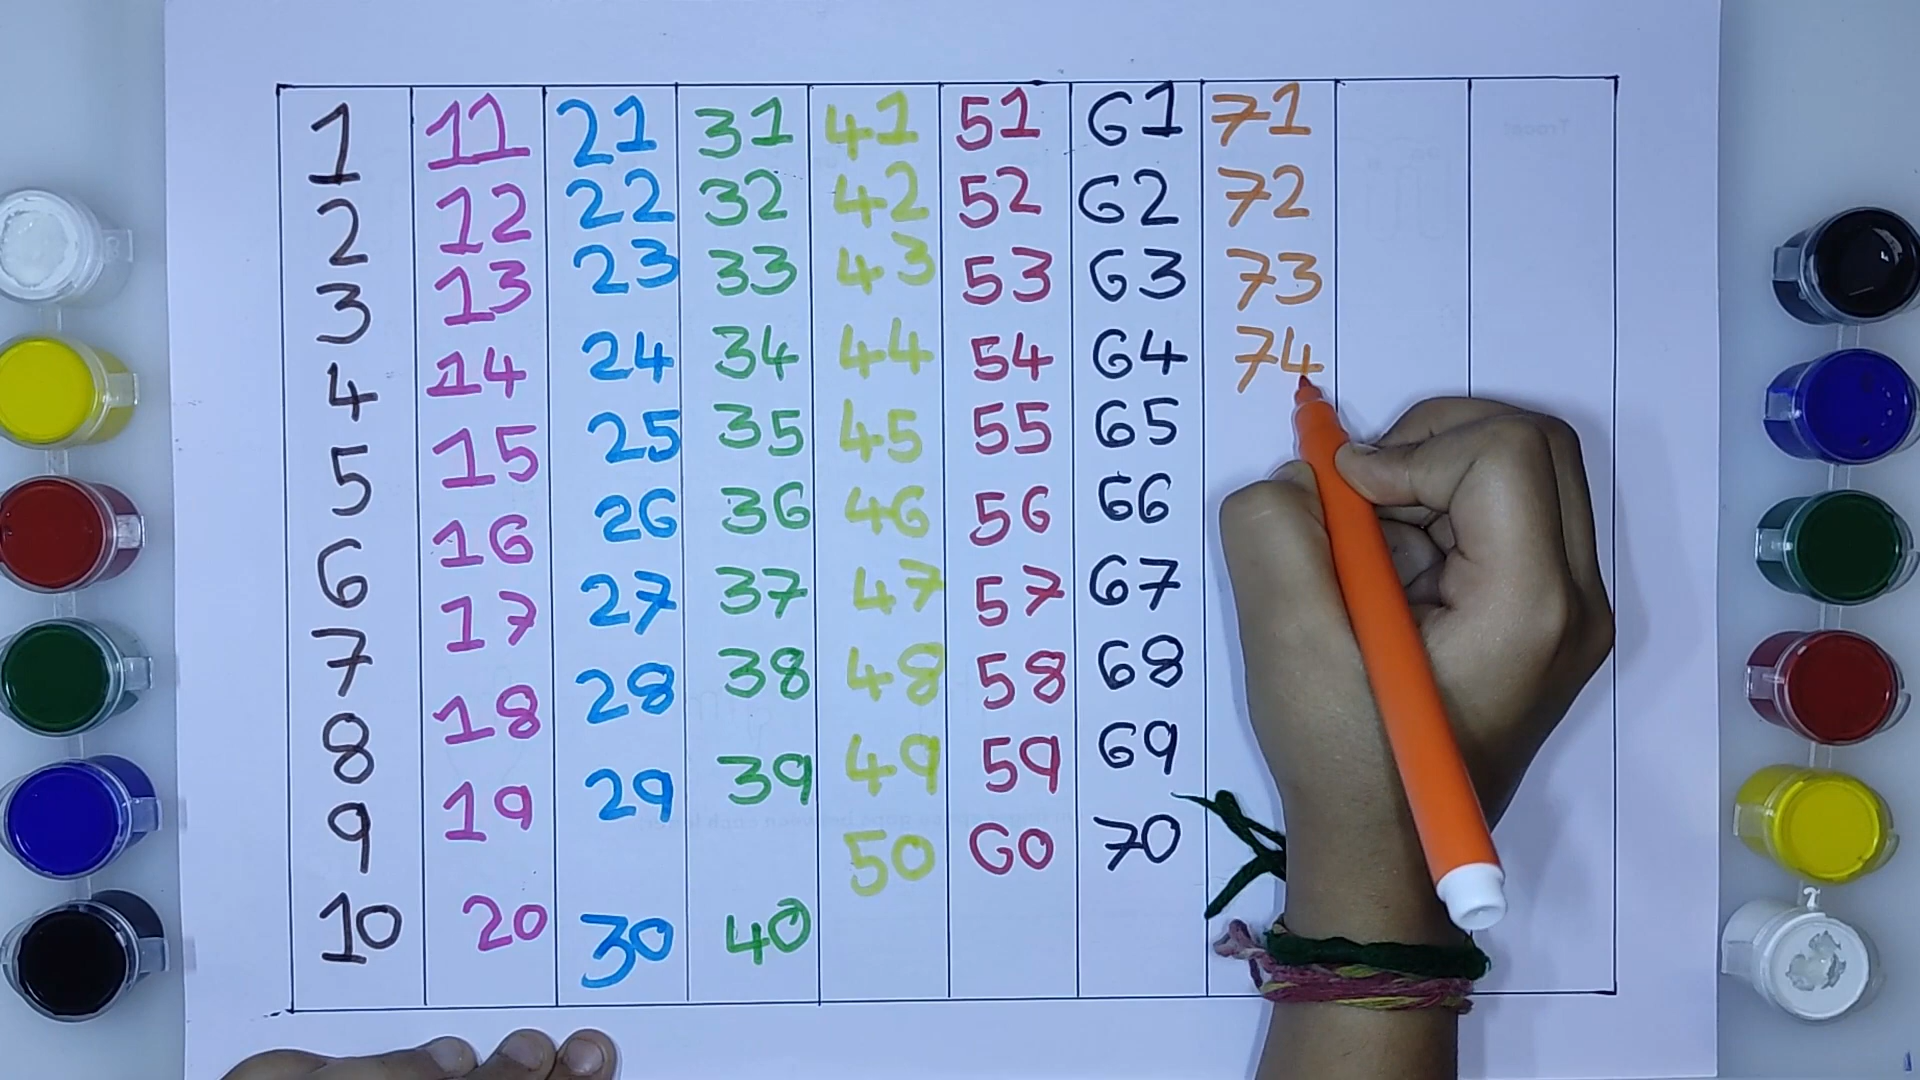 1 11 21 31 41 51 61 71
2 12 22 32 42 52 62 72
3 13 23 33 43 53 63 73
4 14 24 34 44 54 64 74
5 15 25 35 45 55 65
6 16 26 36 46 56 66
7 17 27 37 47 57 67
8 18 28 38 48 58 68
9 19 29 39 49 59 69
10 20 30 40 50 60 70